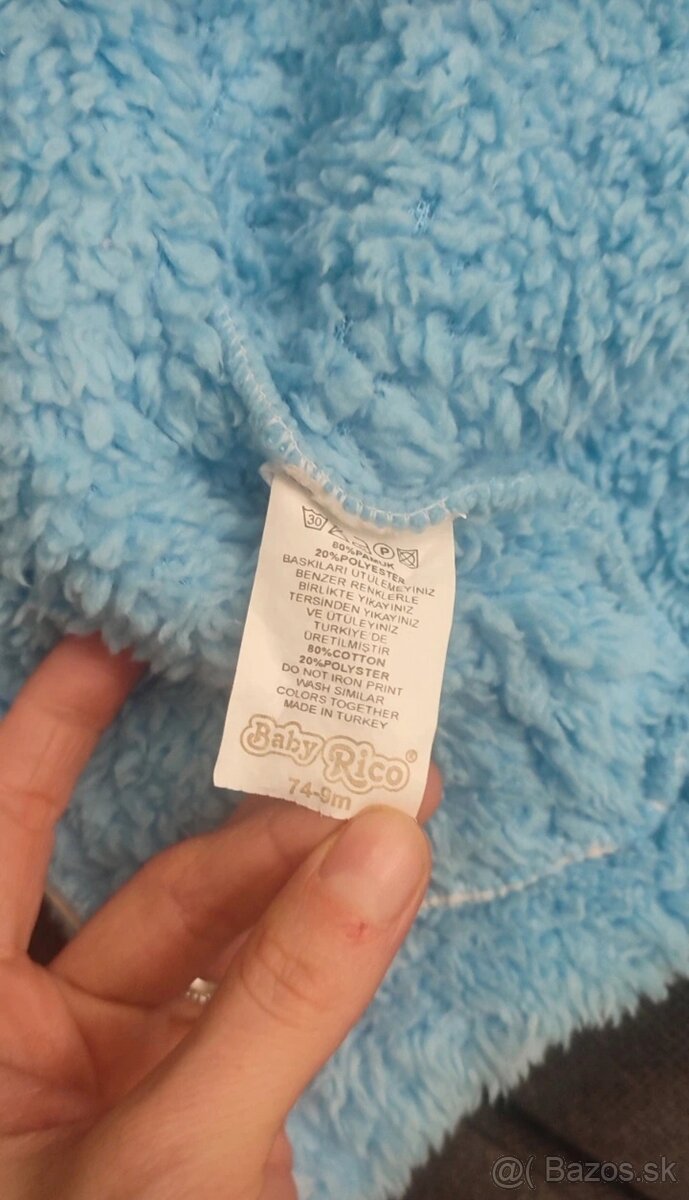 30 P
80%PAMUK
20%POLYESTER
BASKILARI ÜTÜLEMEYİNİZ
BENZER RENKLERLE
BİRLİKTE YIKAYINIZ
TERSİNDEN YIKAYINIZ
VE ÜTÜLEYİNİZ
TURKIYE DE
ÜRETİLMİŞTİR
80%COTTON
20%POLYSTER
DO NOT IRON PRINT
WASH SIMILAR
COLORS TOGETHER
MADE IN TURKEY
Baby Rico®
74-9m
@( Bazos.sk